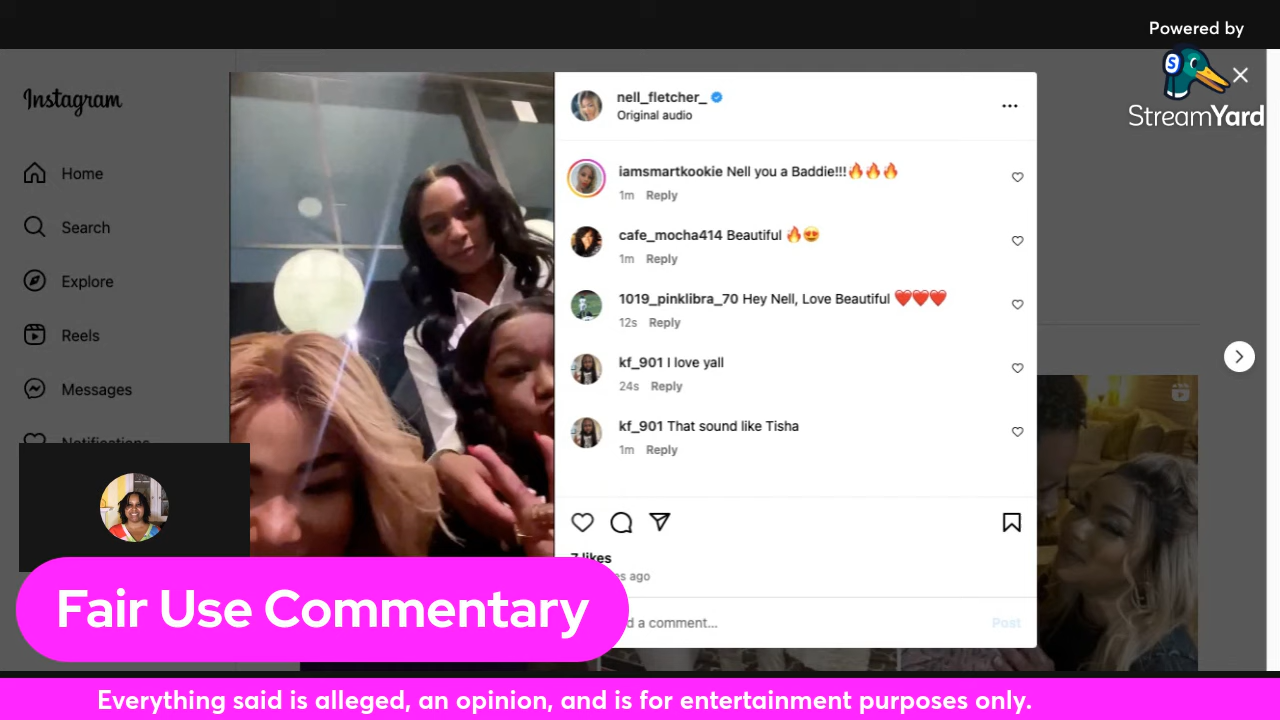 Powered by
StreamYard
Instagram
Home
Search
Explore
Reels
Messages
Notifications
nell_fletcher_
Original audio
iamsmartkookie Nell you a Baddie!!!🔥🔥🔥
1m Reply
cafe_mocha414 Beautiful 🔥😍
1m Reply
1019_pinklibra_70 Hey Nell, Love Beautiful ❤️❤️❤️
12s Reply
kf_901 I love yall
24s Reply
kf_901 That sound like Tisha
1m Reply
7 likes
ago
a comment...
Post
Fair Use Commentary
Everything said is alleged, an opinion, and is for entertainment purposes only.